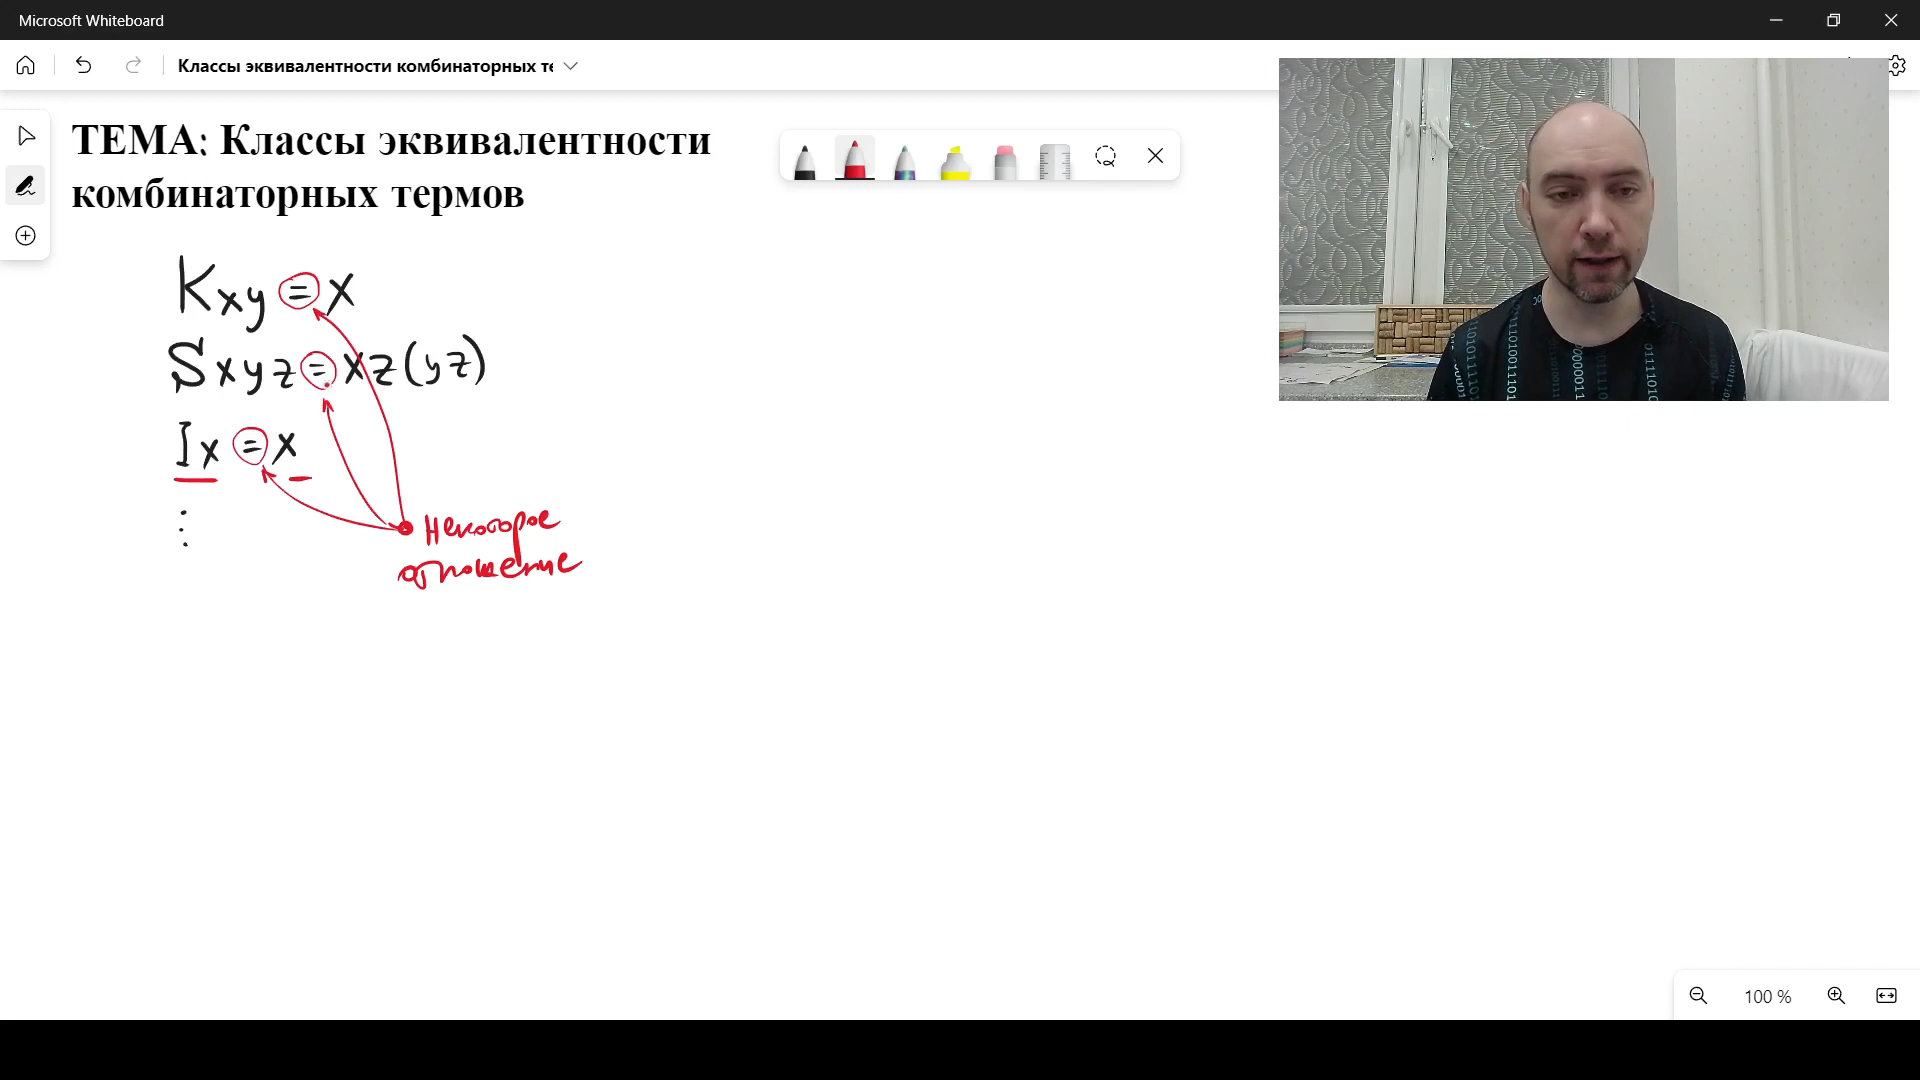 Microsoft Whiteboard
Классы эквивалентности комбинаторных те
ТЕМА: Классы эквивалентности
комбинаторных термов
Kxy = x
Sxyz = xz(yz)
Ix = x
⋮
Некоторое
отношение
100 %